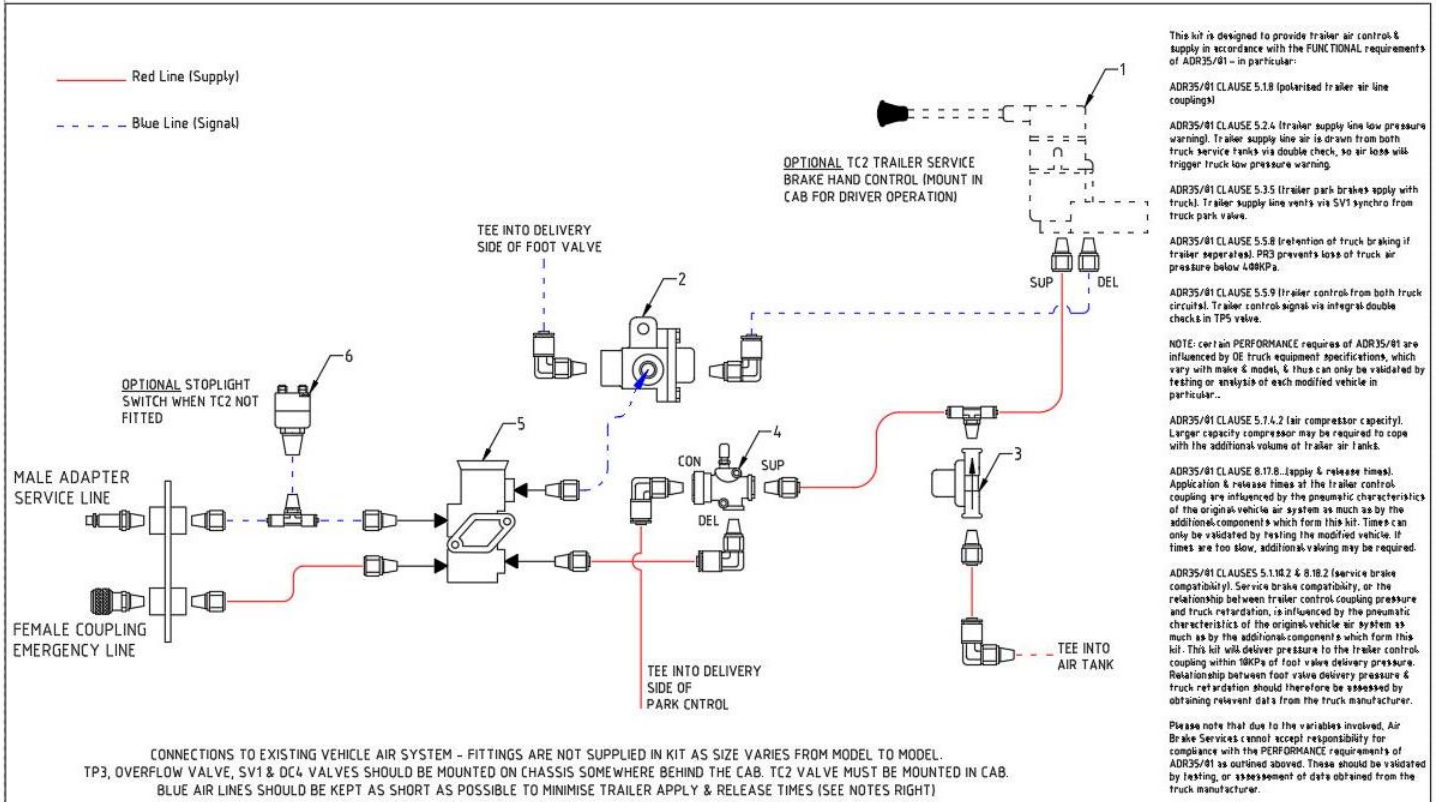 Red Line (Supply)
Blue Line (Signal)
1
OPTIONAL TC2 TRAILER SERVICE
BRAKE HAND CONTROL (MOUNT IN
CAB FOR DRIVER OPERATION)
SUP
DEL
TEE INTO DELIVERY
SIDE OF FOOT VALVE
2
6
OPTIONAL STOPLIGHT
SWITCH WHEN TC2 NOT
FITTED
5
4
CON
SUP
DEL
3
MALE ADAPTER
SERVICE LINE
FEMALE COUPLING
EMERGENCY LINE
TEE INTO DELIVERY
SIDE OF
PARK CNTROL
TEE INTO
AIR TANK
CONNECTIONS TO EXISTING VEHICLE AIR SYSTEM - FITTINGS ARE NOT SUPPLIED IN KIT AS SIZE VARIES FROM MODEL TO MODEL.
TP3, OVERFLOW VALVE, SV1 & DC4 VALVES SHOULD BE MOUNTED ON CHASSIS SOMEWHERE BEHIND THE CAB. TC2 VALVE MUST BE MOUNTED IN CAB.
BLUE AIR LINES SHOULD BE KEPT AS SHORT AS POSSIBLE TO MINIMISE TRAILER APPLY & RELEASE TIMES (SEE NOTES RIGHT)
This kit is designed to provide trailer air control &
supply in accordance with the FUNCTIONAL requirements
of ADR35/01 - in particular:
ADR35/01 CLAUSE 5.1.8 (polarised trailer air line
couplings)
ADR35/01 CLAUSE 5.2.4 (trailer supply line low pressure
warning). Trailer supply line air is drawn from both
truck service tanks via double check, so air loss will
trigger truck low pressure warning.
ADR35/01 CLAUSE 5.3.5 (trailer park brakes apply with
truck). Trailer supply line vents via SV1 synchro from
truck park valve.
ADR35/01 CLAUSE 5.5.8 (retention of truck braking if
trailer seperates). PR3 prevents loss of truck air
pressure below 400KPa.
ADR35/01 CLAUSE 5.5.9 (trailer control from both truck
circuits). Trailer control signal via integral double
checks in TP5 valve.
NOTE: certain PERFORMANCE requires of ADR35/01 are
influenced by OE truck equipment specifications, which
vary with make & model, & thus can only be validated by
testing or analysis of each modified vehicle in
particular..
ADR35/01 CLAUSE 5.7.4.2 (air compressor capacity).
Larger capacity compressor may be required to cope
with the additional volume of trailer air tanks.
ADR35/01 CLAUSE 8.17.8...(apply & release times).
Application & release times at the trailer control
coupling are influenced by the pneumatic characteristics
of the original vehicle air system as much as by the
additional components which form this kit. Times can
only be validated by testing the modified vehicle. If
times are too slow, additional valving may be required.
ADR35/01 CLAUSES 5.1.10.2 & 8.18.2 (service brake
compatibility). Service brake compatibility, or the
relationship between trailer control coupling pressure
and truck retardation, is influenced by the pneumatic
characteristics of the original vehicle air system as
much as by the additional components which form this
kit. This kit will deliver pressure to the trailer control
coupling within 10KPa of foot valve delivery pressure.
Relationship between foot valve delivery pressure &
truck retardation should therefore be assessed by
obtaining relevent data from the truck manufacturer.
Please note that due to the variables involved, Air
Brake Services cannot accept responsibility for
compliance with the PERFORMANCE requirements of
ADR35/01 as outlined aboved. These should be validated
by testing, or assessement of data obtained from the
truck manufacturer.